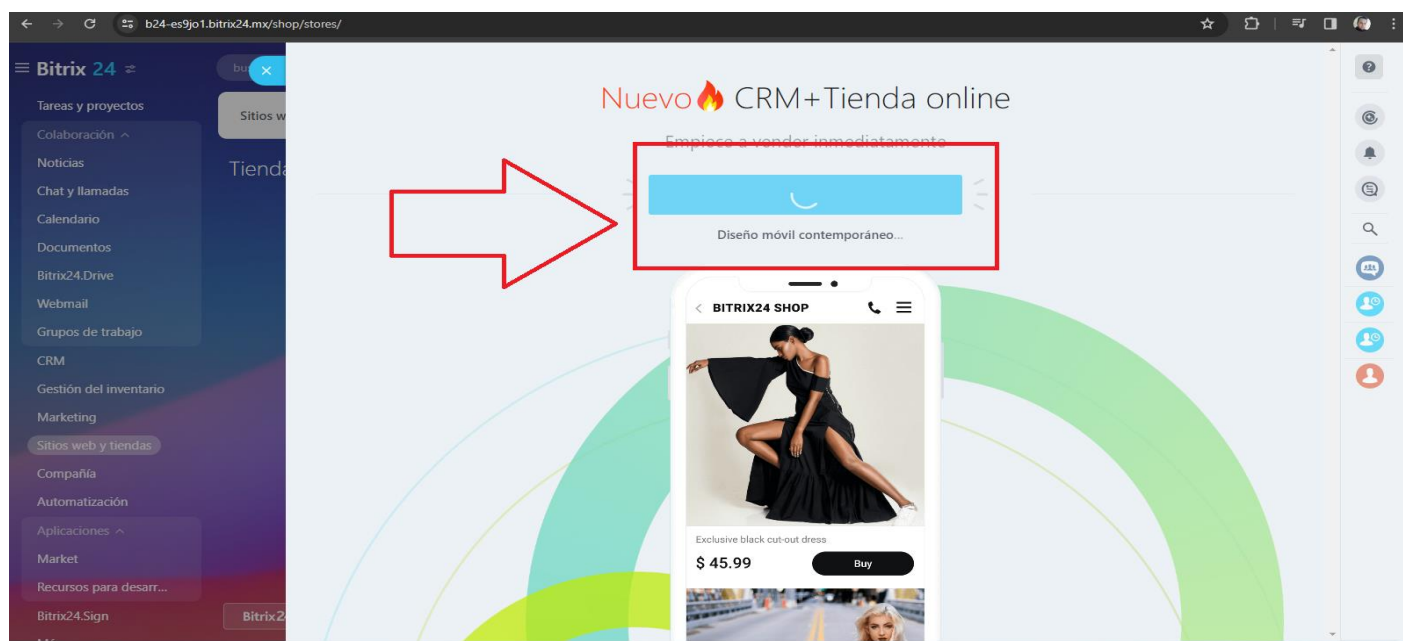 b24-es9jo1.bitrix24.mx/shop/stores/
Bitrix 24
Tareas y proyectos
Colaboración
Noticias
Chat y llamadas
Calendario
Documentos
Bitrix24.Drive
Webmail
Grupos de trabajo
CRM
Gestión del inventario
Marketing
Sitios web y tiendas
Compañía
Automatización
Aplicaciones
Market
Recursos para desarr...
Bitrix24.Sign
Sitios w
Tienda
Bitrix2
Nuevo🔥 CRM+Tienda online
Empiece a vender inmediatamente
Diseño móvil contemporáneo...
BITRIX24 SHOP
Exclusive black cut-out dress
$ 45.99
Buy